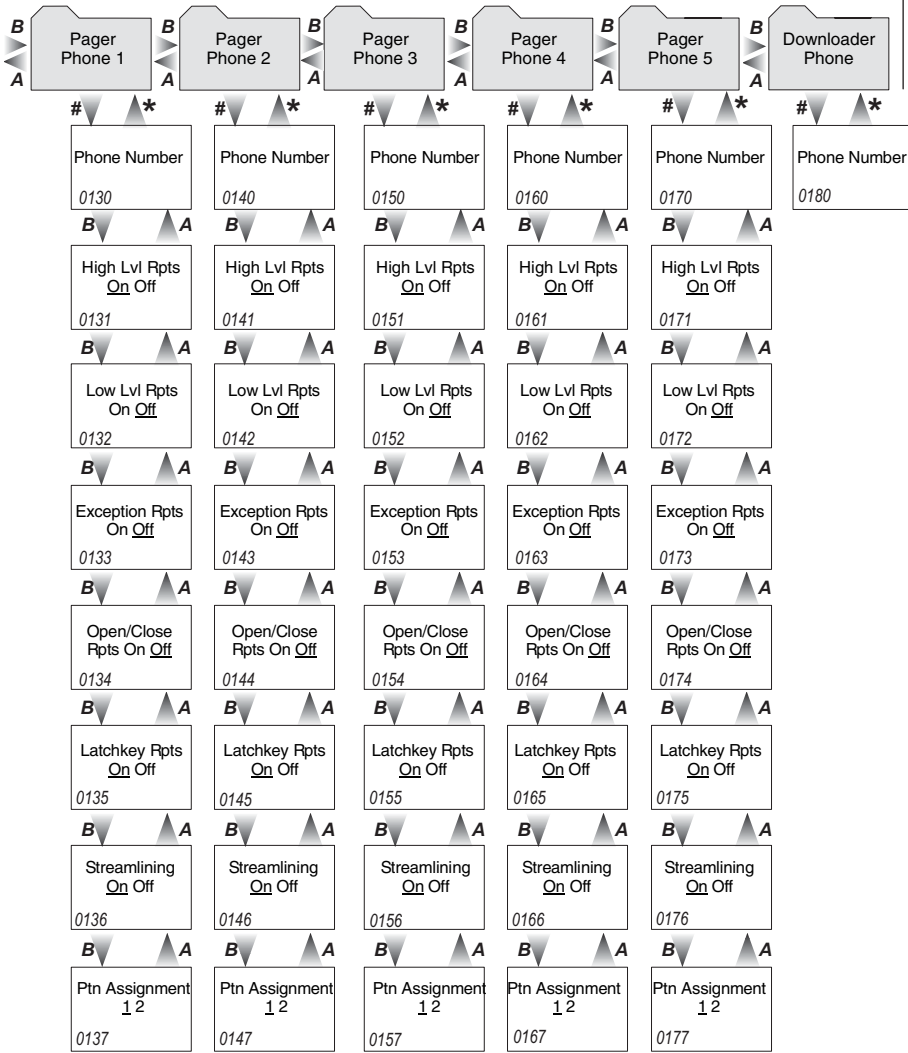 B A Pager Phone 1 B A Pager Phone 2 B A Pager Phone 3 B A Pager Phone 4 B A Pager Phone 5 B A Downloader Phone
# * # * # * # * # * # *
Phone Number Phone Number Phone Number Phone Number Phone Number Phone Number
0130 0140 0150 0160 0170 0180
B A B A B A B A B A
High Lvl Rpts High Lvl Rpts High Lvl Rpts High Lvl Rpts High Lvl Rpts
On Off On Off On Off On Off On Off
0131 0141 0151 0161 0171
B A B A B A B A B A
Low Lvl Rpts Low Lvl Rpts Low Lvl Rpts Low Lvl Rpts Low Lvl Rpts
On Off On Off On Off On Off On Off
0132 0142 0152 0162 0172
B A B A B A B A B A
Exception Rpts Exception Rpts Exception Rpts Exception Rpts Exception Rpts
On Off On Off On Off On Off On Off
0133 0143 0153 0163 0173
B A B A B A B A B A
Open/Close Open/Close Open/Close Open/Close Open/Close
Rpts On Off Rpts On Off Rpts On Off Rpts On Off Rpts On Off
0134 0144 0154 0164 0174
B A B A B A B A B A
Latchkey Rpts Latchkey Rpts Latchkey Rpts Latchkey Rpts Latchkey Rpts
On Off On Off On Off On Off On Off
0135 0145 0155 0165 0175
B A B A B A B A B A
Streamlining Streamlining Streamlining Streamlining Streamlining
On Off On Off On Off On Off On Off
0136 0146 0156 0166 0176
B A B A B A B A B A
Ptn Assignment Ptn Assignment Ptn Assignment Ptn Assignment Ptn Assignment
1 2 1 2 1 2 1 2 1 2
0137 0147 0157 0167 0177